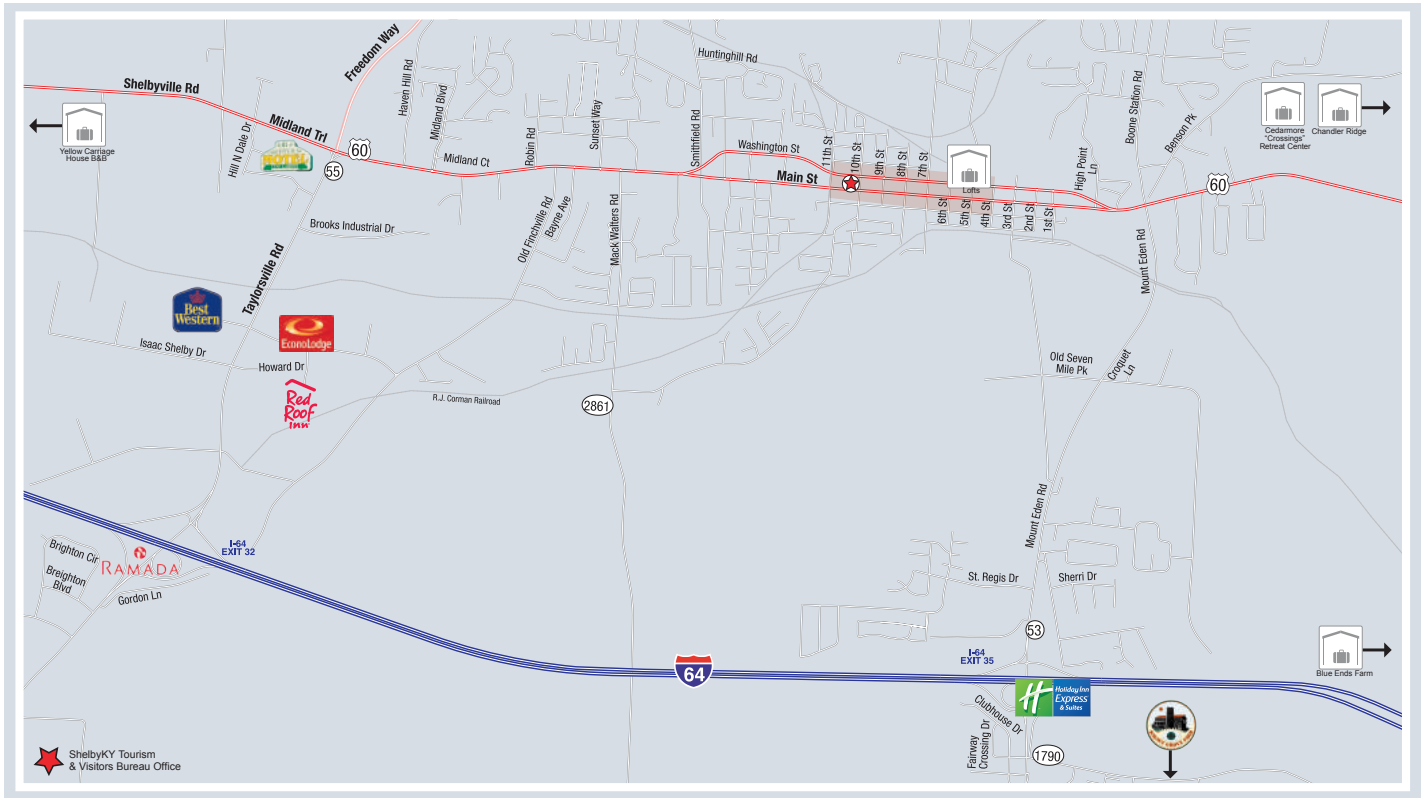 Shelbyville Rd
Freedom Way
Haven Hill Rd
Midland Blvd
Huntinghill Rd
Boone Station Rd
Benson Pk
Cedarmore
"Crossings"
Retreat Center
Chandler Ridge
Yellow Carriage
House B&B
Hill N Dale Dr
Midland Trl
MOTEL
60
55
Midland Ct
Robin Rd
Sunset Way
Smithfield Rd
Washington St
Main St
11th St
10th St
9th St
8th St
7th St
Lofts
High Point
Ln
60
6th St
5th St
4th St
3rd St
2nd St
1st St
Brooks Industrial Dr
Old Finchville Rd
Bayne Ave
Mack Walters Rd
Mount Eden Rd
Taylorsville Rd
Best
Western
EconoLodge
Isaac Shelby Dr
Howard Dr
Red
Roof
Inn
R.J. Corman Railroad
2861
Old Seven
Mile Pk
Croquet
Ln
Mount Eden Rd
I-64
EXIT 32
Brighton Cir
Breighton
Blvd
RAMADA
Gordon Ln
St. Regis Dr
Sherri Dr
53
I-64
EXIT 35
64
Blue Ends Farm
H
Holiday Inn
Express
& Suites
Clubhouse Dr
Fairway
Crossing Dr
1790
ShelbyKY Tourism
& Visitors Bureau Office